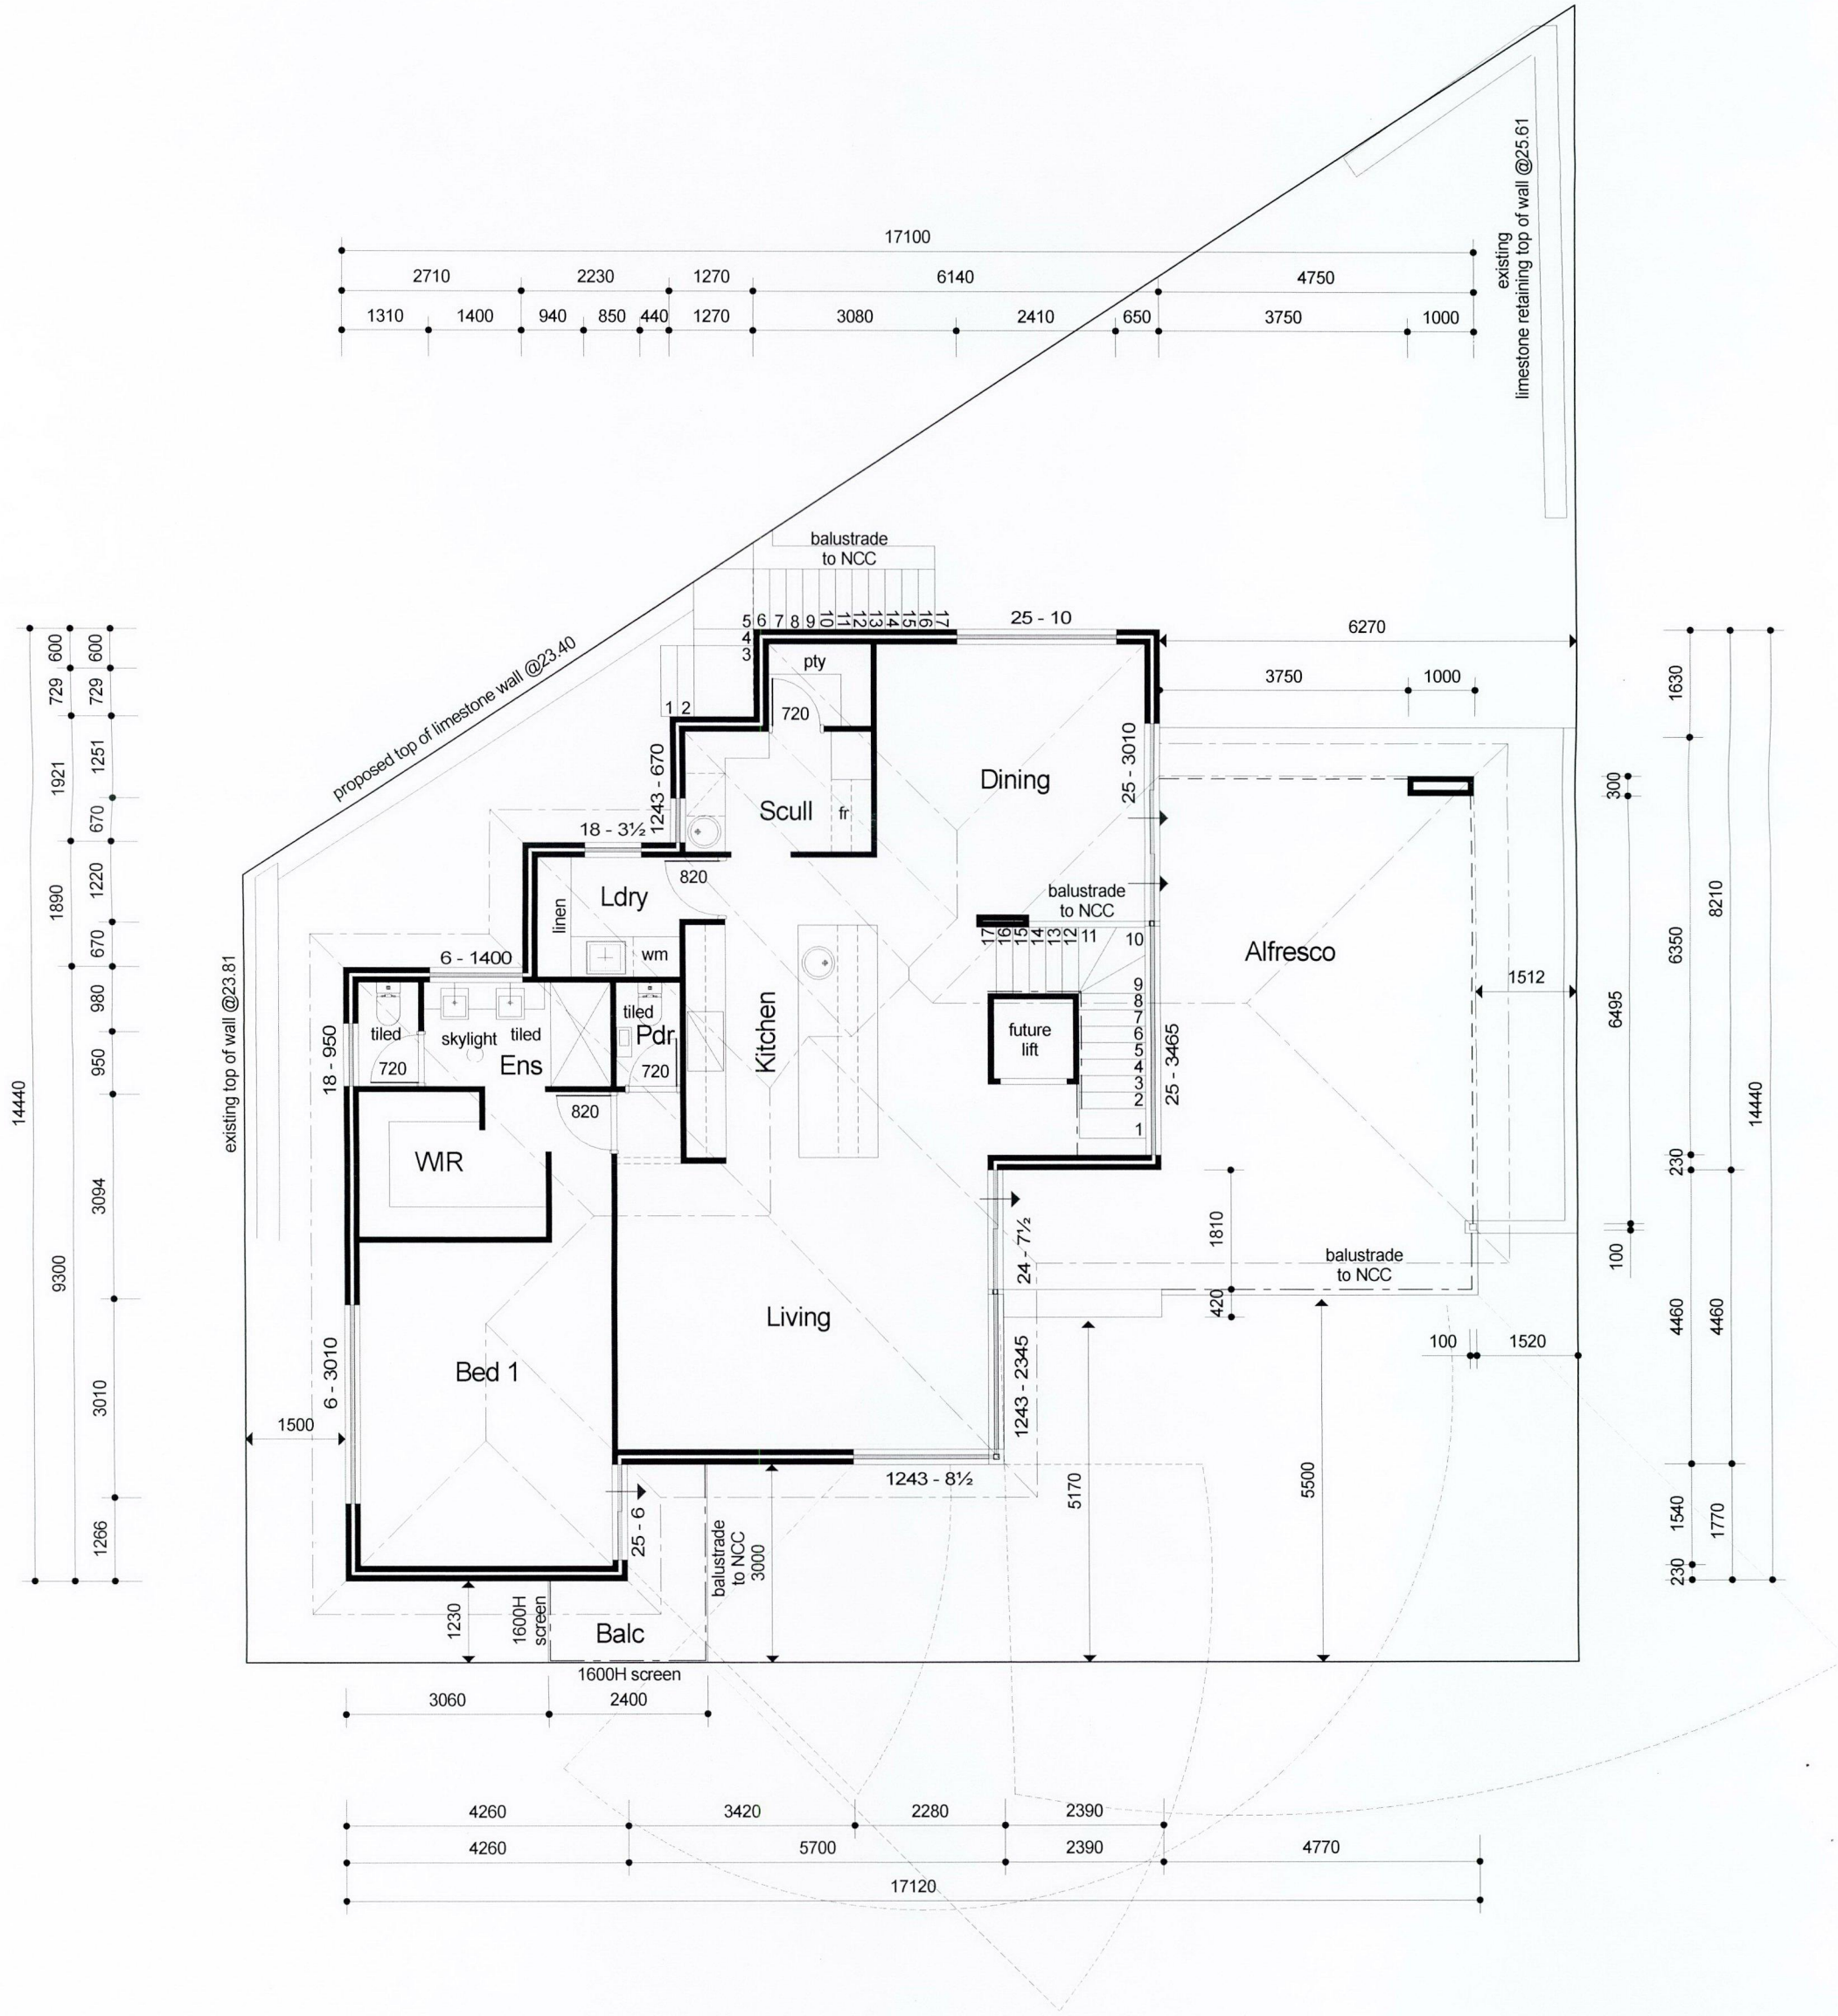 17100
2710
2230
1270
6140
4750
1310
1400
940
850
440
1270
3080
2410
650
3750
1000
existing
limestone retaining top of wall @25.61
balustrade
to NCC
5 6 7 8 9 10 11 12 13 14 15 16 17
4
3
1 2
25 - 10
6270
3750
1000
proposed top of limestone wall @23.40
existing top of wall @23.81
14440
600
729
1921
1890
9300
600
729
1251
670
1220
670
980
950
3094
3010
1266
pty
720
1243 - 670
Scull
fr
Dining
25 - 3010
18 - 3½
820
Ldry
linen
wm
balustrade
to NCC
17 16 15 14 13 12 11 10
9
8
7
6
5
4
3
2
1
Alfresco
1512
6 - 1400
18 - 950
tiled
720
skylight
tiled
Ens
tiled
Pdr
720
Kitchen
future
lift
25 - 3465
820
WIR
24 - 7½
1810
420
balustrade
to NCC
Living
1243 - 2345
Bed 1
6 - 3010
1500
100
1520
1243 - 8½
25 - 6
balustrade
to NCC
3000
5170
5500
1230
1600H
screen
Balc
1600H screen
3060
2400
300
6495
100
1630
6350
230
4460
1540
230
8210
4460
1770
14440
4260
3420
2280
2390
4260
5700
2390
4770
17120